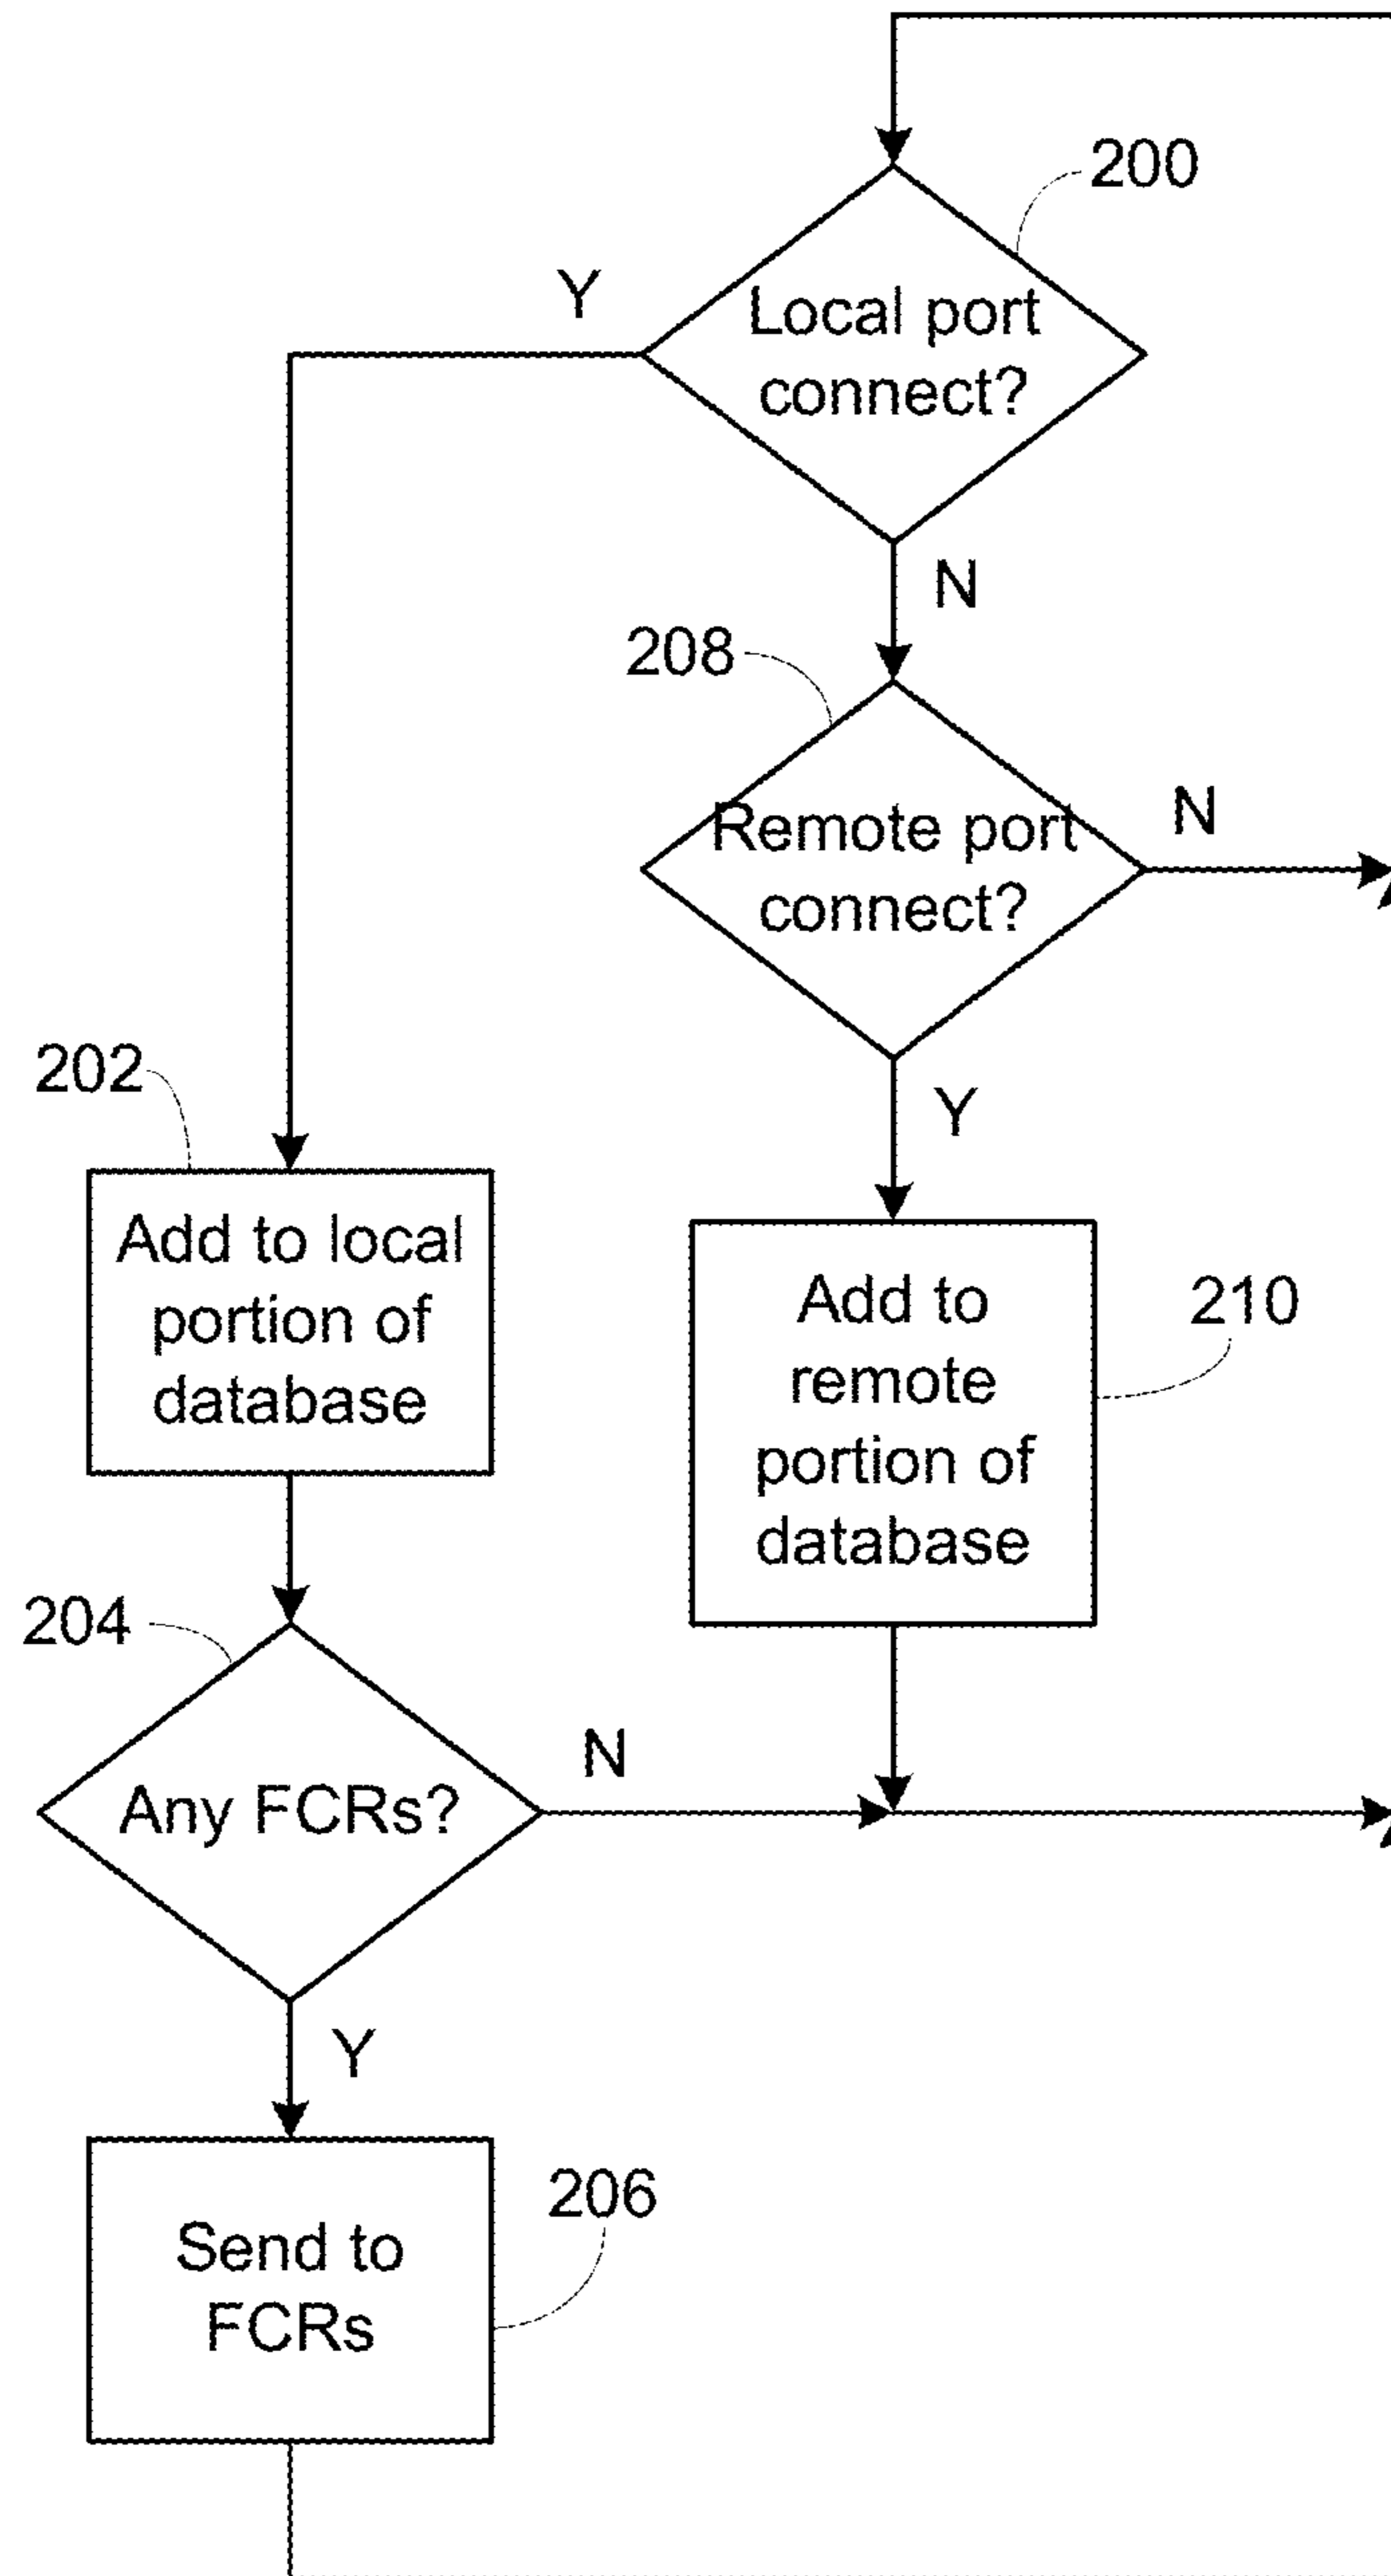 200
Y
Local port
connect?
N
208
Remote port
connect?
N
202
Y
Add to local
portion of
database
Add to
remote
portion of
database
210
204
N
Any FCRs?
Y
206
Send to
FCRs